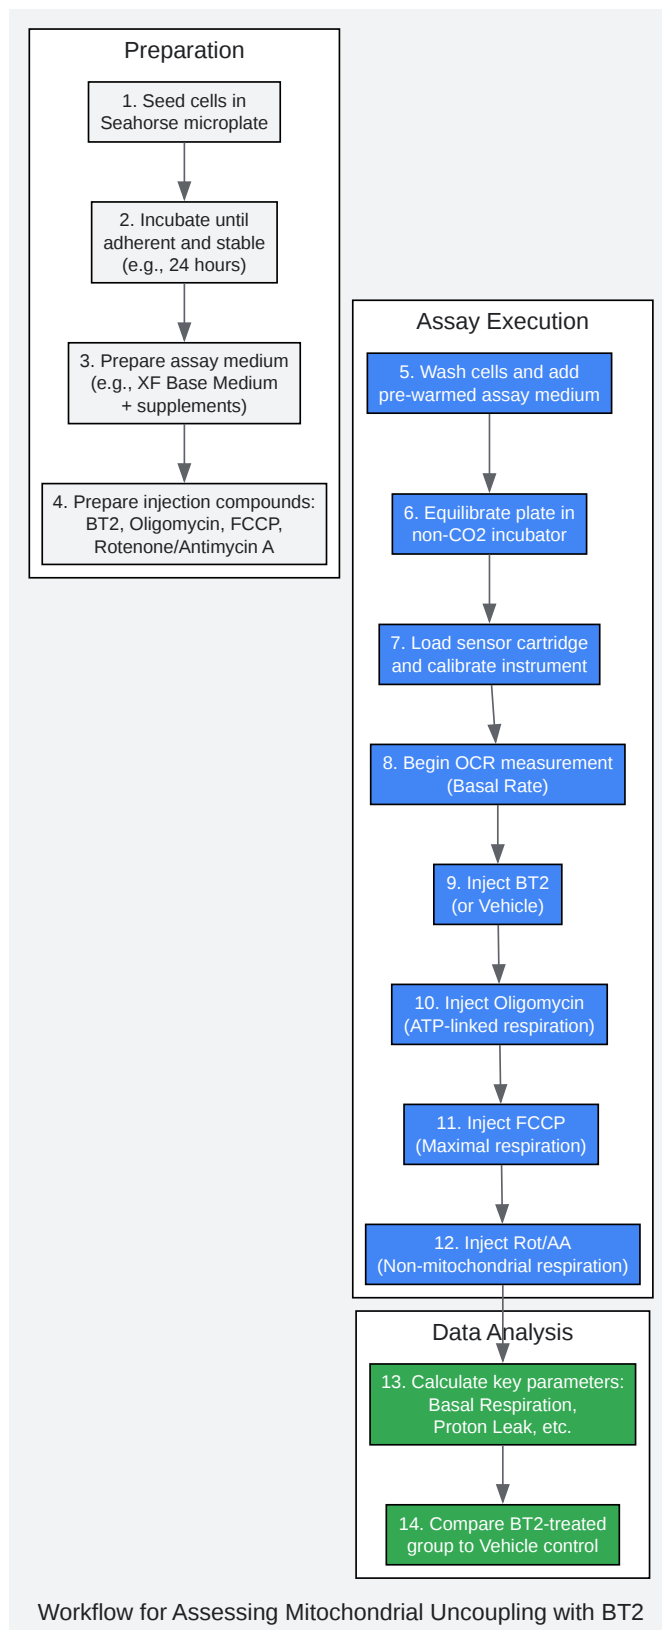 Preparation
1. Seed cells in
Seahorse microplate
2. Incubate until
adherent and stable
(e.g., 24 hours)
3. Prepare assay medium
(e.g., XF Base Medium
+ supplements)
4. Prepare injection compounds:
BT2, Oligomycin, FCCP,
Rotenone/Antimycin A
Assay Execution
5. Wash cells and add
pre-warmed assay medium
6. Equilibrate plate in
non-CO2 incubator
7. Load sensor cartridge
and calibrate instrument
8. Begin OCR measurement
(Basal Rate)
9. Inject BT2
(or Vehicle)
10. Inject Oligomycin
(ATP-linked respiration)
11. Inject FCCP
(Maximal respiration)
12. Inject Rot/AA
(Non-mitochondrial respiration)
Data Analysis
13. Calculate key parameters:
Basal Respiration,
Proton Leak, etc.
14. Compare BT2-treated
group to Vehicle control
Workflow for Assessing Mitochondrial Uncoupling with BT2